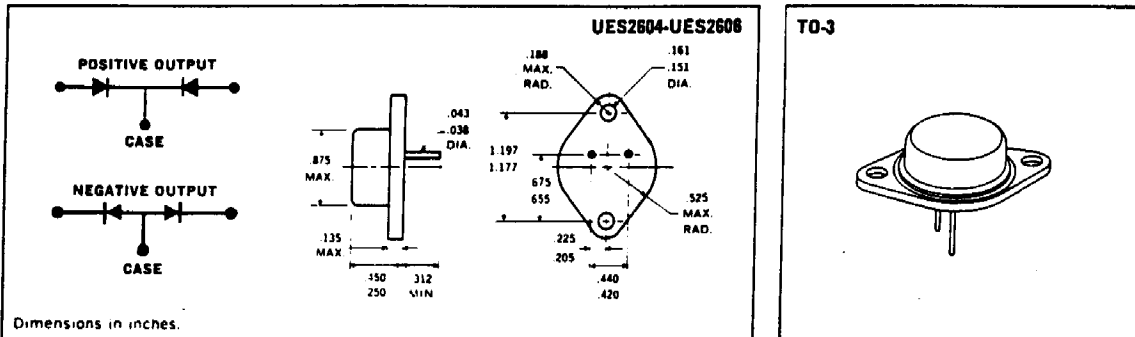 UES2604-UES2606
TO-3
POSITIVE OUTPUT
CASE
NEGATIVE OUTPUT
CASE
.875
MAX.
.135
MAX
.450
.250
.312
MIN
.043
.038
DIA.
.188
MAX.
RAD.
.161
.151
DIA.
1.197
1.177
.675
.655
.525
MAX.
RAD.
.225
.205
.440
.420
Dimensions in inches.